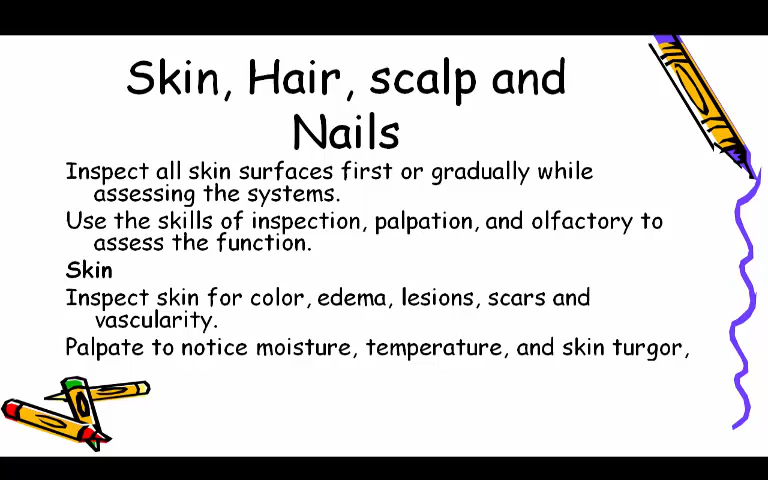 Skin, Hair, scalp and
Nails
Inspect all skin surfaces first or gradually while
assessing the systems.
Use the skills of inspection, palpation, and olfactory to
assess the function.
Skin
Inspect skin for color, edema, lesions, scars and
vascularity.
Palpate to notice moisture, temperature, and skin turgor,